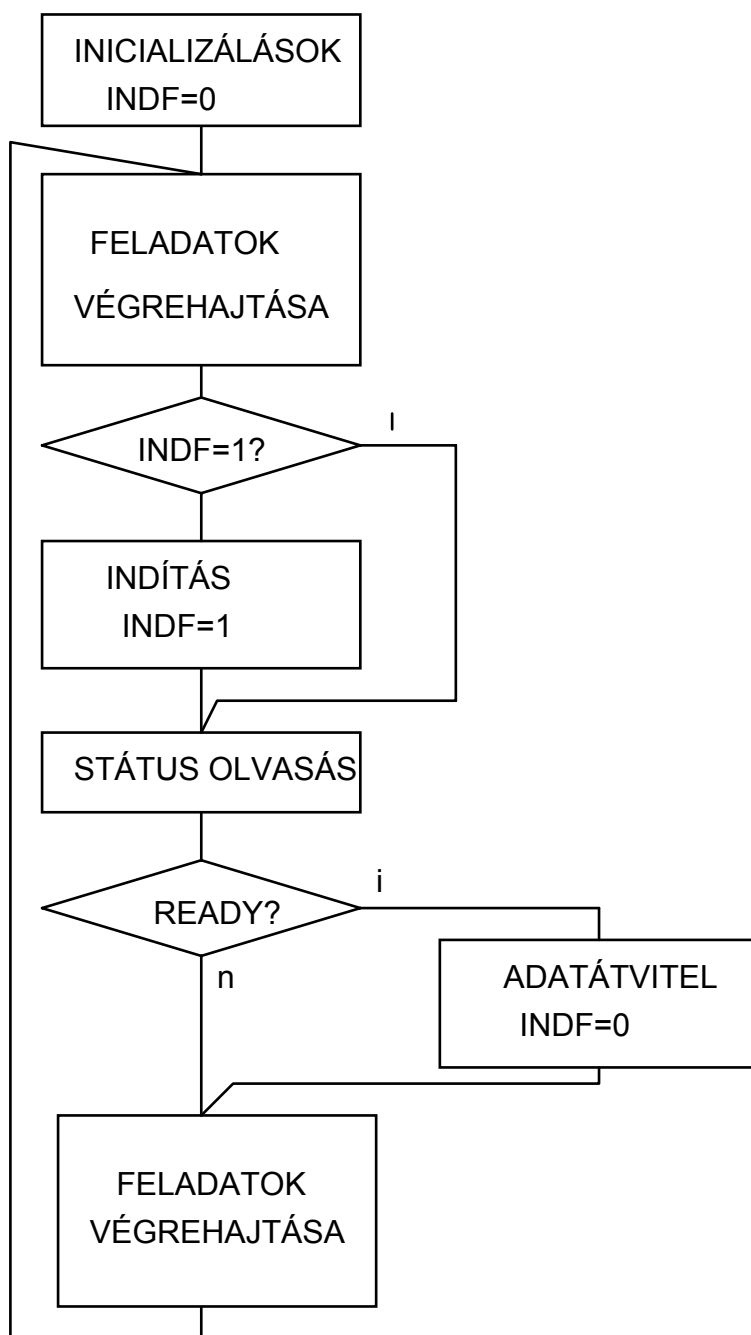 INICIALIZÁLÁSOK
INDF=0
FELADATOK
VÉGREHAJTÁSA
INDF=1?
INDÍTÁS
INDF=1
STÁTUS OLVASÁS
READY?
i
n
ADATÁTVITEL
INDF=0
FELADATOK
VÉGREHAJTÁSA